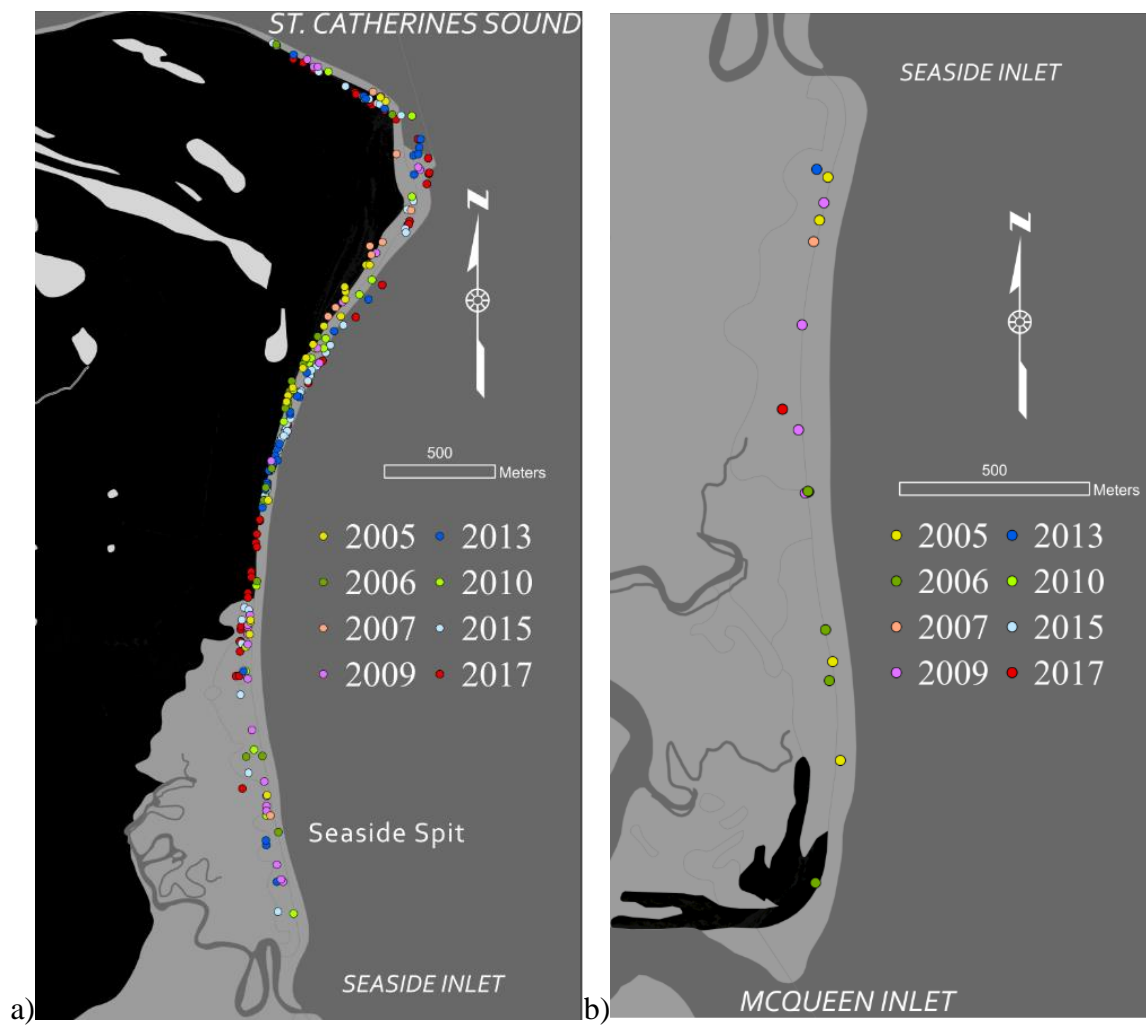 ST. CATHERINES SOUND
N
500
Meters
2005 2013
2006 2010
2007 2015
2009 2017
Seaside Spit
SEASIDE INLET
a)
SEASIDE INLET
N
500
Meters
2005 2013
2006 2010
2007 2015
2009 2017
MCQUEEN INLET
b)